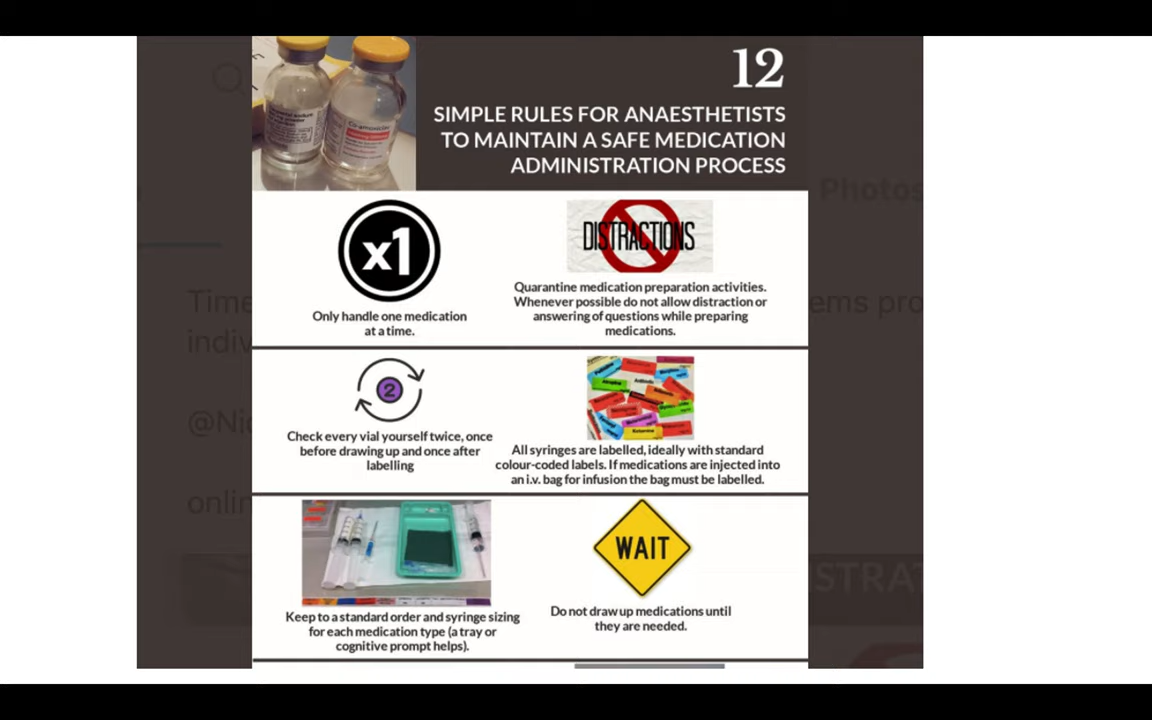 12
SIMPLE RULES FOR ANAESTHETISTS
TO MAINTAIN A SAFE MEDICATION
ADMINISTRATION PROCESS
Photos
x1
Only handle one medication
at a time.
DISTRACTIONS
Quarantine medication preparation activities.
Whenever possible do not allow distraction or
answering of questions while preparing
medications.
2
Check every vial yourself twice, once
before drawing up and once after
labelling
All syringes are labelled, ideally with standard
colour-coded labels. If medications are injected into
an i.v. bag for infusion the bag must be labelled.
Keep to a standard order and syringe sizing
for each medication type (a tray or
cognitive prompt helps).
WAIT
Do not draw up medications until
they are needed.